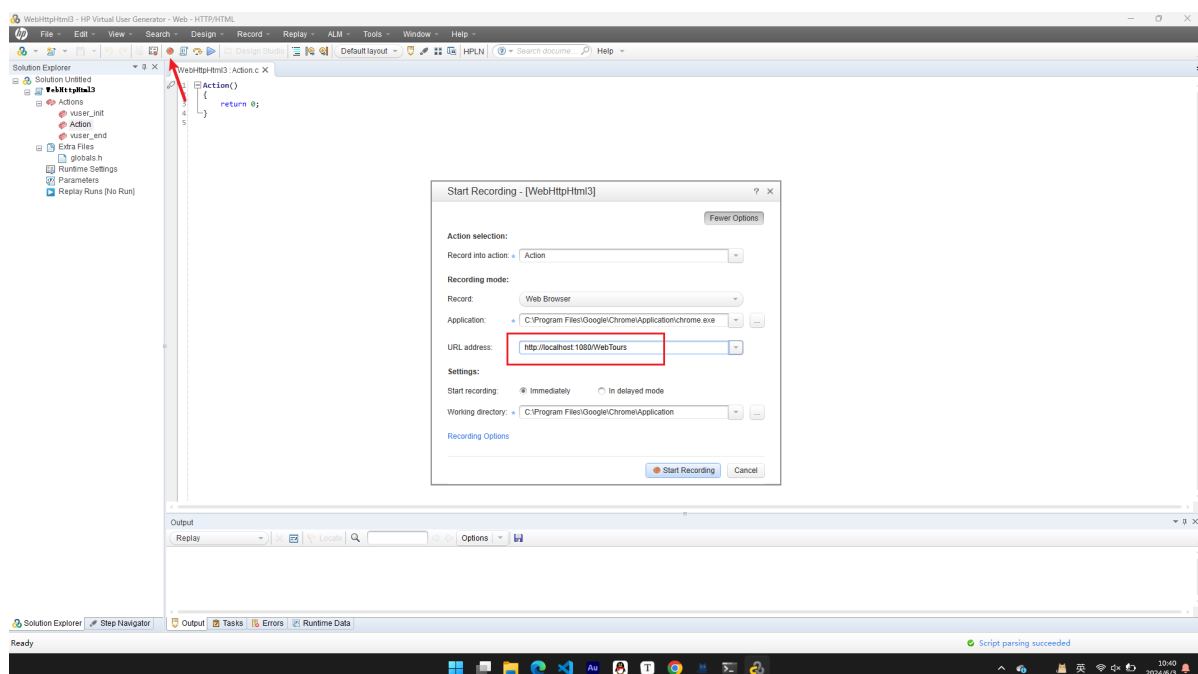 WebHttpHtml3 - HP Virtual User Generator - Web - HTTP/HTML
File Edit View Search Design Record Replay ALM Tools Window Help
Design Studio Default layout HPLN Search docume Help
Solution Explorer
WebHttpHtml3 : Action.c
Solution Untitled
WebHttpHtml3
Actions
vuser_init
Action
vuser_end
Extra Files
globals.h
Runtime Settings
Parameters
Replay Runs [No Run]
1 Action()
{
3 return 0;
4 }
5
Start Recording - [WebHttpHtml3]
Fewer Options
Action selection:
Record into action: Action
Recording mode:
Record: Web Browser
Application: C:\Program Files\Google\Chrome\Application\chrome.exe
URL address: http://localhost:1080/WebTours
Settings:
Start recording: Immediately In delayed mode
Working directory: C:\Program Files\Google\Chrome\Application
Recording Options
Start Recording Cancel
Output
Replay Locate Options
Solution Explorer Step Navigator Output Tasks Errors Runtime Data
Ready Script parsing succeeded
英 10:40
2024/6/3